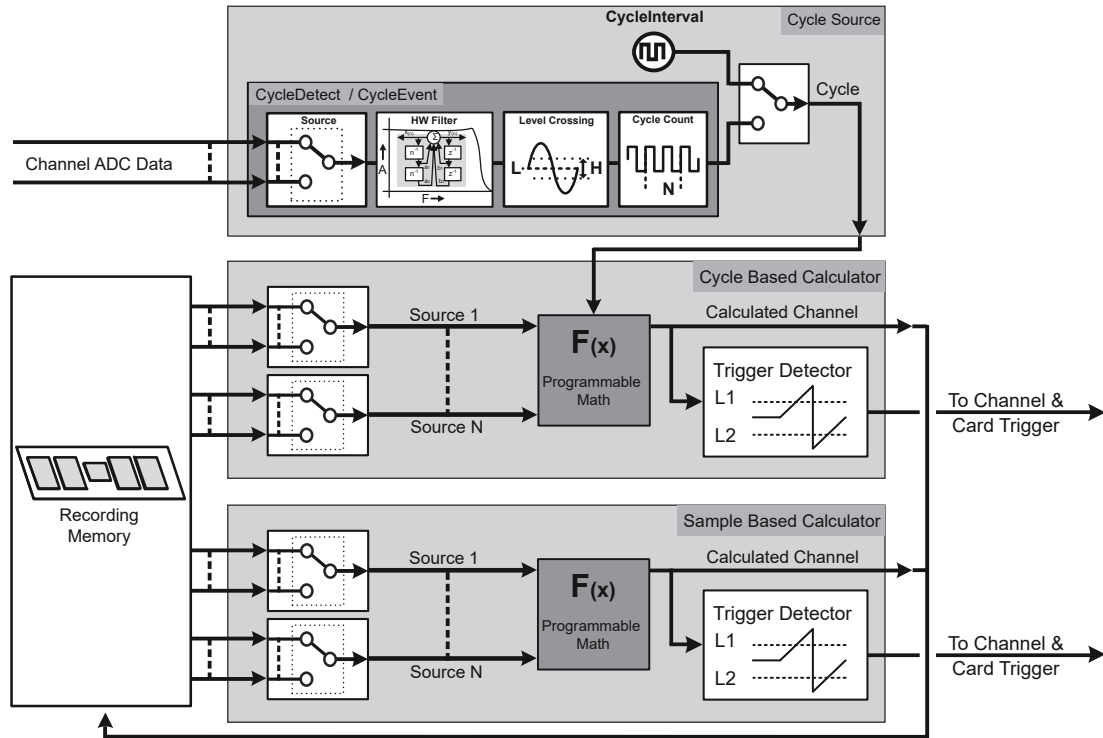 CycleInterval
Cycle Source
Cycle
CycleDetect / CycleEvent
Source
HW Filter
Level Crossing
Cycle Count
A
F
L
H
N
Channel ADC Data
Cycle Based Calculator
Source 1
Source N
F(x)
Programmable
Math
Calculated Channel
Trigger Detector
L1
L2
To Channel &
Card Trigger
Recording
Memory
Sample Based Calculator
Source 1
Source N
F(x)
Programmable
Math
Calculated Channel
Trigger Detector
L1
L2
To Channel &
Card Trigger